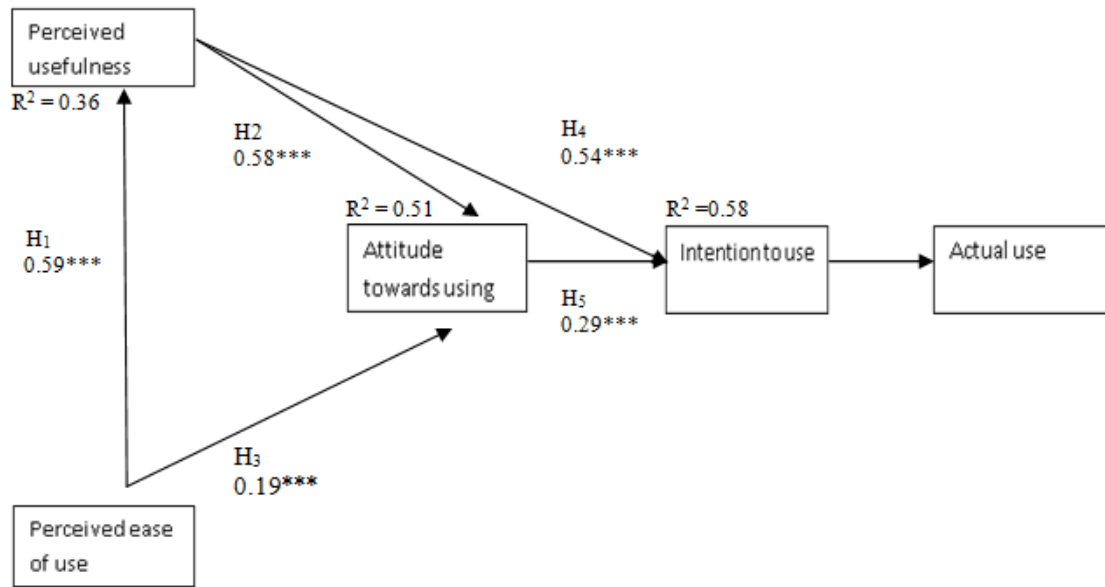 Perceived
usefulness
R² = 0.36
H2
0.58***
H₄
0.54***
R² = 0.51
R² =0.58
H₁
0.59***
Attitude
towards using
Intention to use
Actual use
H₅
0.29***
H₃
0.19***
Perceived ease
of use